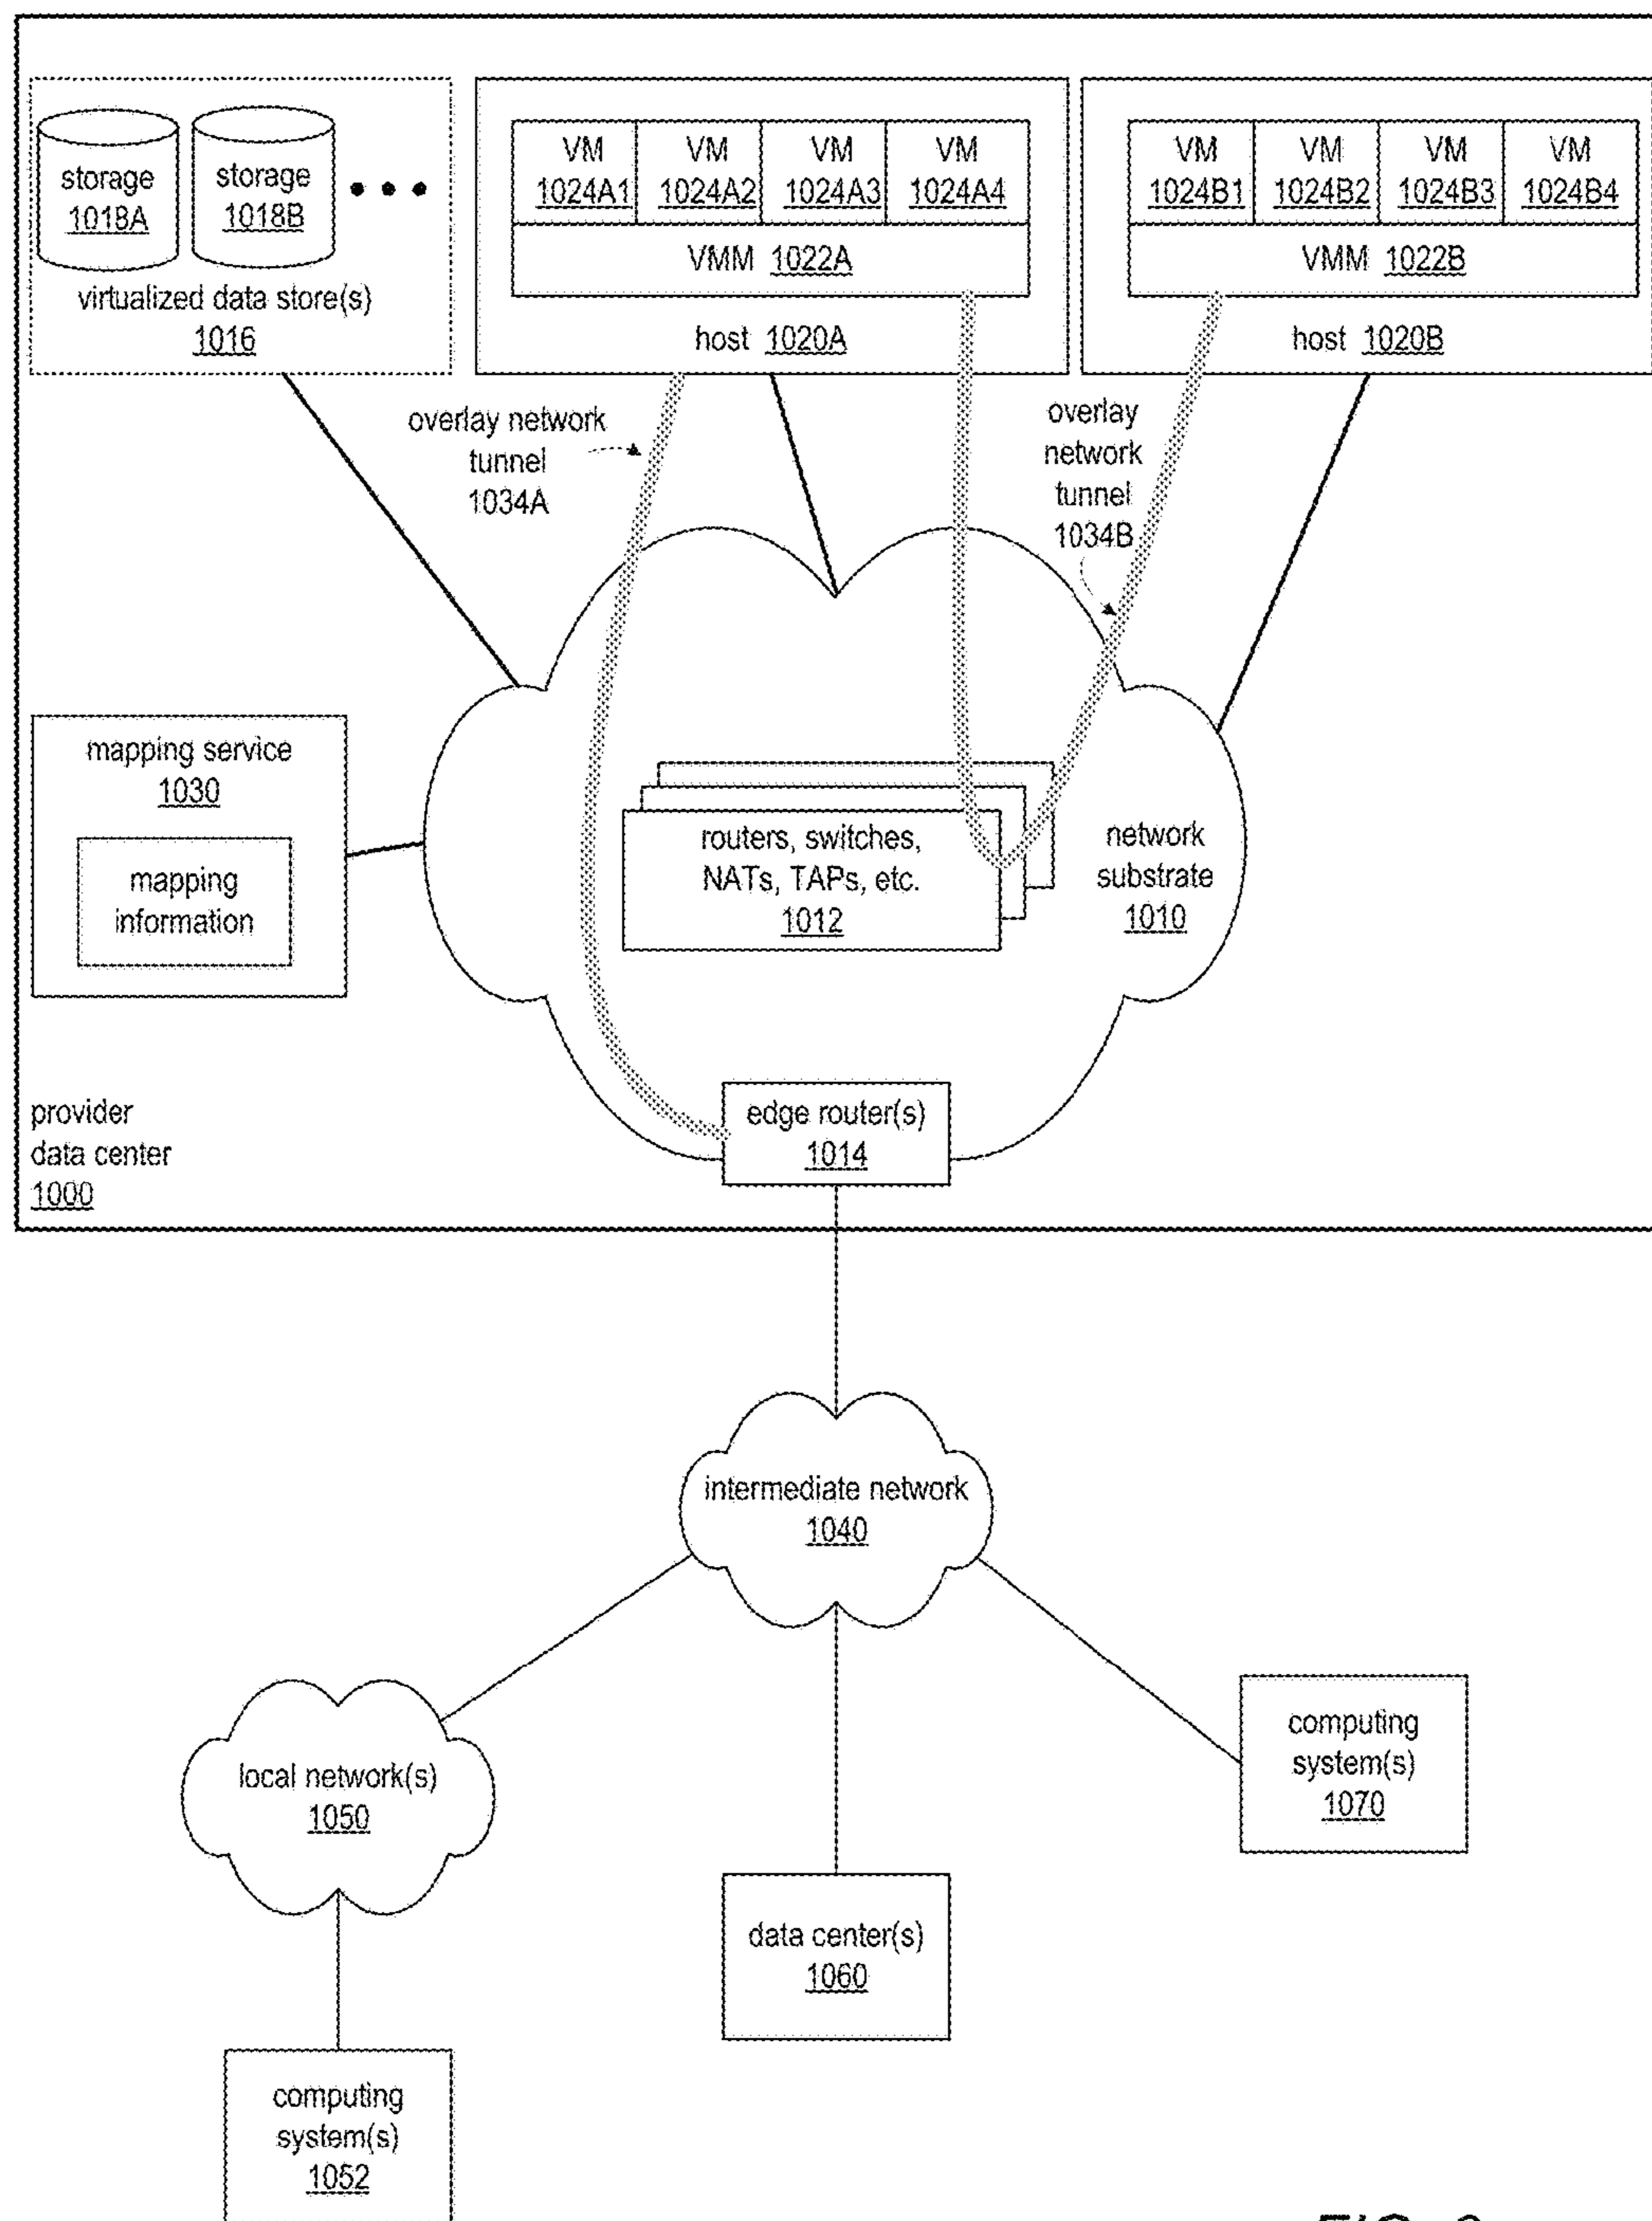 storage
1018A
storage
1018B
virtualized data store(s)
1016
VM
1024A1
VM
1024A2
VM
1024A3
VM
1024A4
VMM 1022A
host 1020A
VM
1024B1
VM
1024B2
VM
1024B3
VM
1024B4
VMM 1022B
host 1020B
overlay network
tunnel
1034A
overlay
network
tunnel
1034B
mapping service
1030
mapping
information
routers, switches,
NATs, TAPs, etc.
1012
network
substrate
1010
edge router(s)
1014
provider
data center
1000
intermediate network
1040
local network(s)
1050
computing
system(s)
1070
data center(s)
1060
computing
system(s)
1052